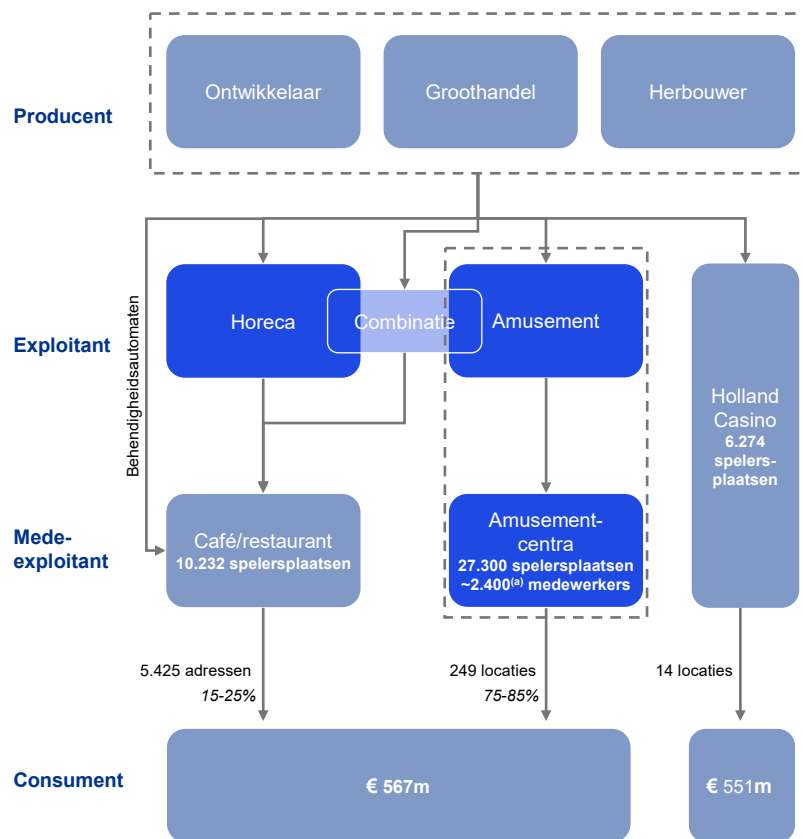 Ontwikkelaar
Groothandel
Herbouwer
Producent
Behendigheidsautomaten
Horeca
Combinatie
Amusement
Exploitant
Holland
Casino
6.274
spelers-
plaatsen
Mede-
exploitant
Café/restaurant
10.232 spelersplaatsen
Amusement-
centra
27.300 spelersplaatsen
~2.400(a) medewerkers
5.425 adressen
15-25%
249 locaties
75-85%
14 locaties
Consument
€ 567m
€ 551m